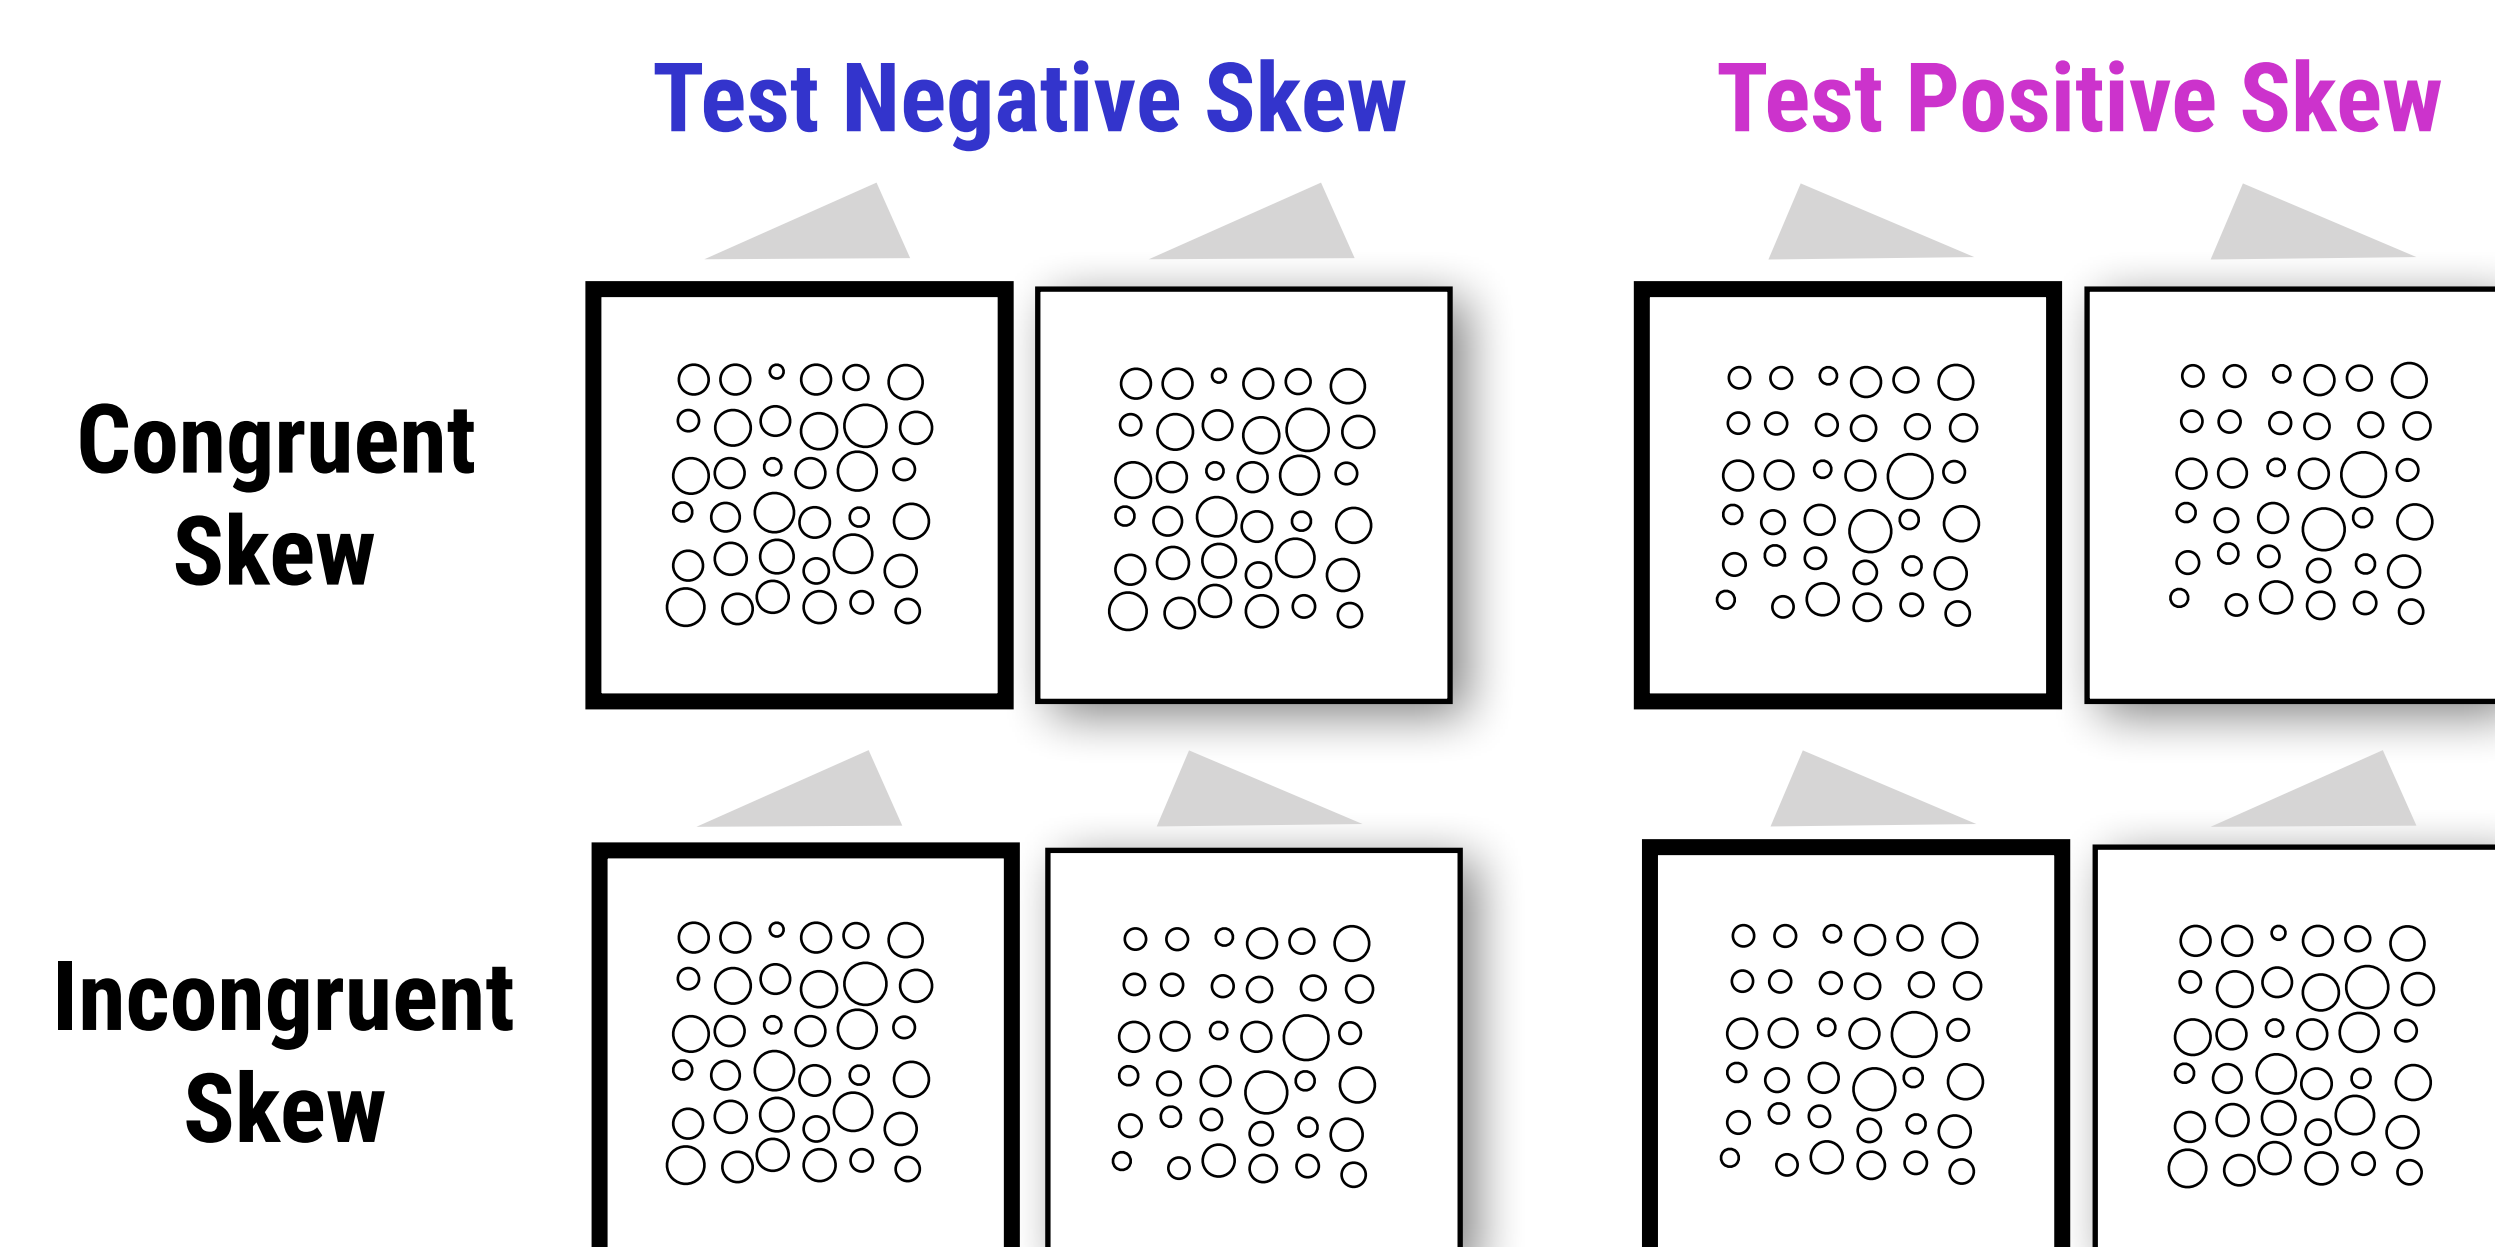 Test Negative Skew
Test Positive Skew
Congruent
Skew
Incongruent
Skew